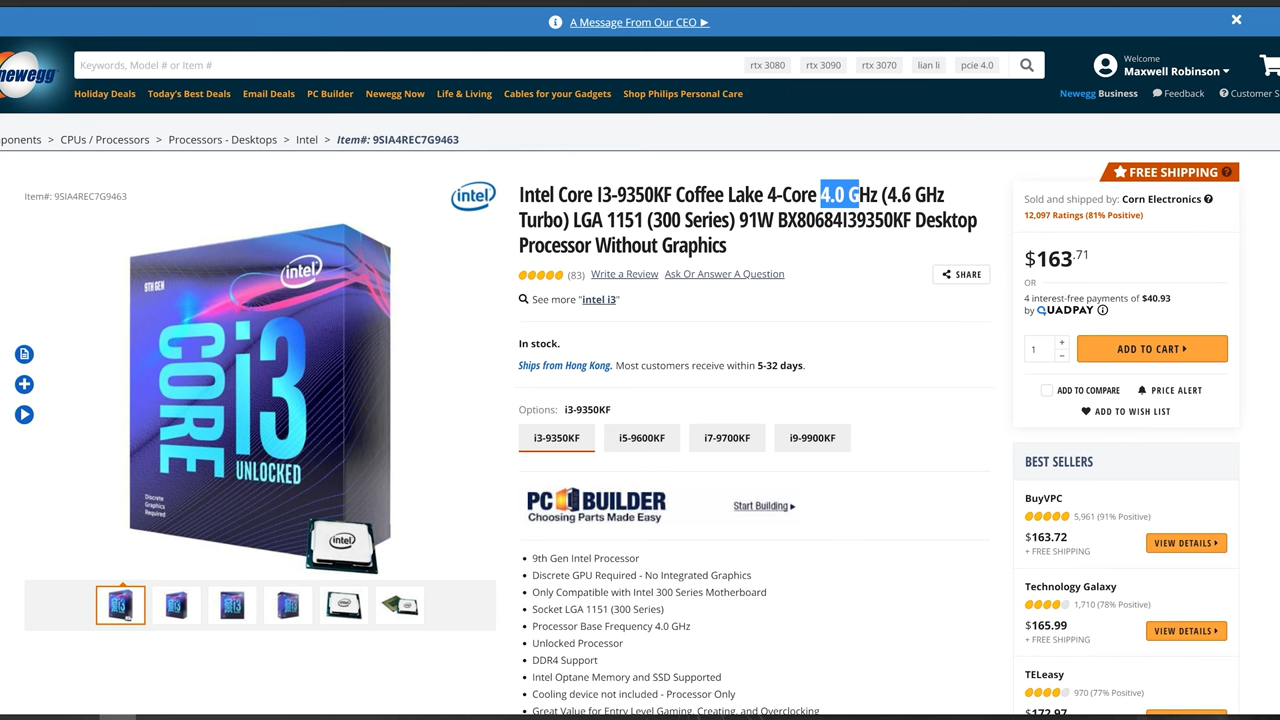 A Message From Our CEO ▶
newegg
Keywords, Model # or Item #
rtx 3080
rtx 3090
rtx 3070
lian li
pcie 4.0
Welcome
Maxwell Robinson
Holiday Deals
Today's Best Deals
Email Deals
PC Builder
Newegg Now
Life & Living
Cables for your Gadgets
Shop Philips Personal Care
Newegg Business
Feedback
Customer S
ponents > CPUs / Processors > Processors - Desktops > Intel > Item#: 9SIA4REC7G9463
Item#: 9SIA4REC7G9463
intel
Intel Core I3-9350KF Coffee Lake 4-Core 4.0 GHz (4.6 GHz
Turbo) LGA 1151 (300 Series) 91W BX80684I39350KF Desktop
Processor Without Graphics
(83) Write a Review Ask Or Answer A Question
SHARE
See more "intel i3"
In stock.
Ships from Hong Kong. Most customers receive within 5-32 days.
Options: i3-9350KF
i3-9350KF
i5-9600KF
i7-9700KF
i9-9900KF
PC BUILDER
Choosing Parts Made Easy
Start Building ▸
9th Gen Intel Processor
Discrete GPU Required - No Integrated Graphics
Only Compatible with Intel 300 Series Motherboard
Socket LGA 1151 (300 Series)
Processor Base Frequency 4.0 GHz
Unlocked Processor
DDR4 Support
Intel Optane Memory and SSD Supported
Cooling device not included - Processor Only
Great Value for Entry Level Gaming, Creating, and Overclocking
9TH GEN
intel
CORE
i3
UNLOCKED
Discrete
Graphics
Required
intel
FREE SHIPPING
Sold and shipped by: Corn Electronics
12,097 Ratings (81% Positive)
$163.71
OR
4 interest-free payments of $40.93
by QUADPAY
1
+
−
ADD TO CART
ADD TO COMPARE
PRICE ALERT
ADD TO WISH LIST
BEST SELLERS
BuyVPC
5,961 (91% Positive)
$163.72
+ FREE SHIPPING
VIEW DETAILS
Technology Galaxy
1,710 (78% Positive)
$165.99
+ FREE SHIPPING
VIEW DETAILS
TELeasy
970 (77% Positive)
$172.97